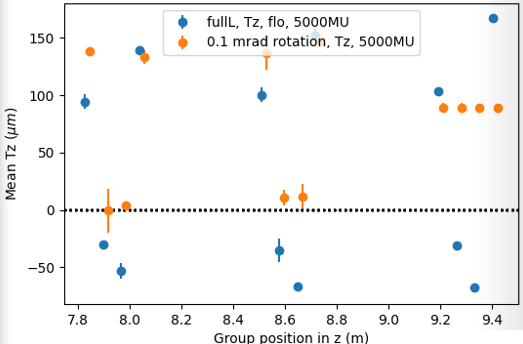 fullL, Tz, flo, 5000MU
0.1 mrad rotation, Tz, 5000MU
Mean Tz (μm)
150
100
50
0
−50
7.8 8.0 8.2 8.4 8.6 8.8 9.0 9.2 9.4
Group position in z (m)